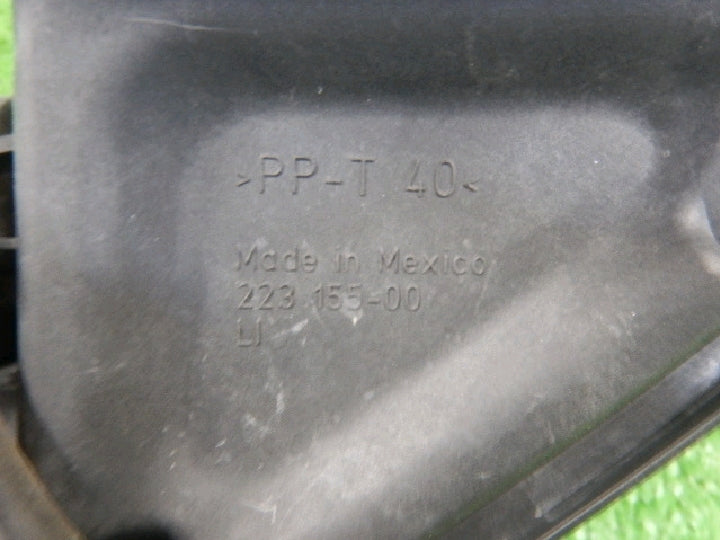 >PP-T 40<
Made in Mexico
223 155-00
LI